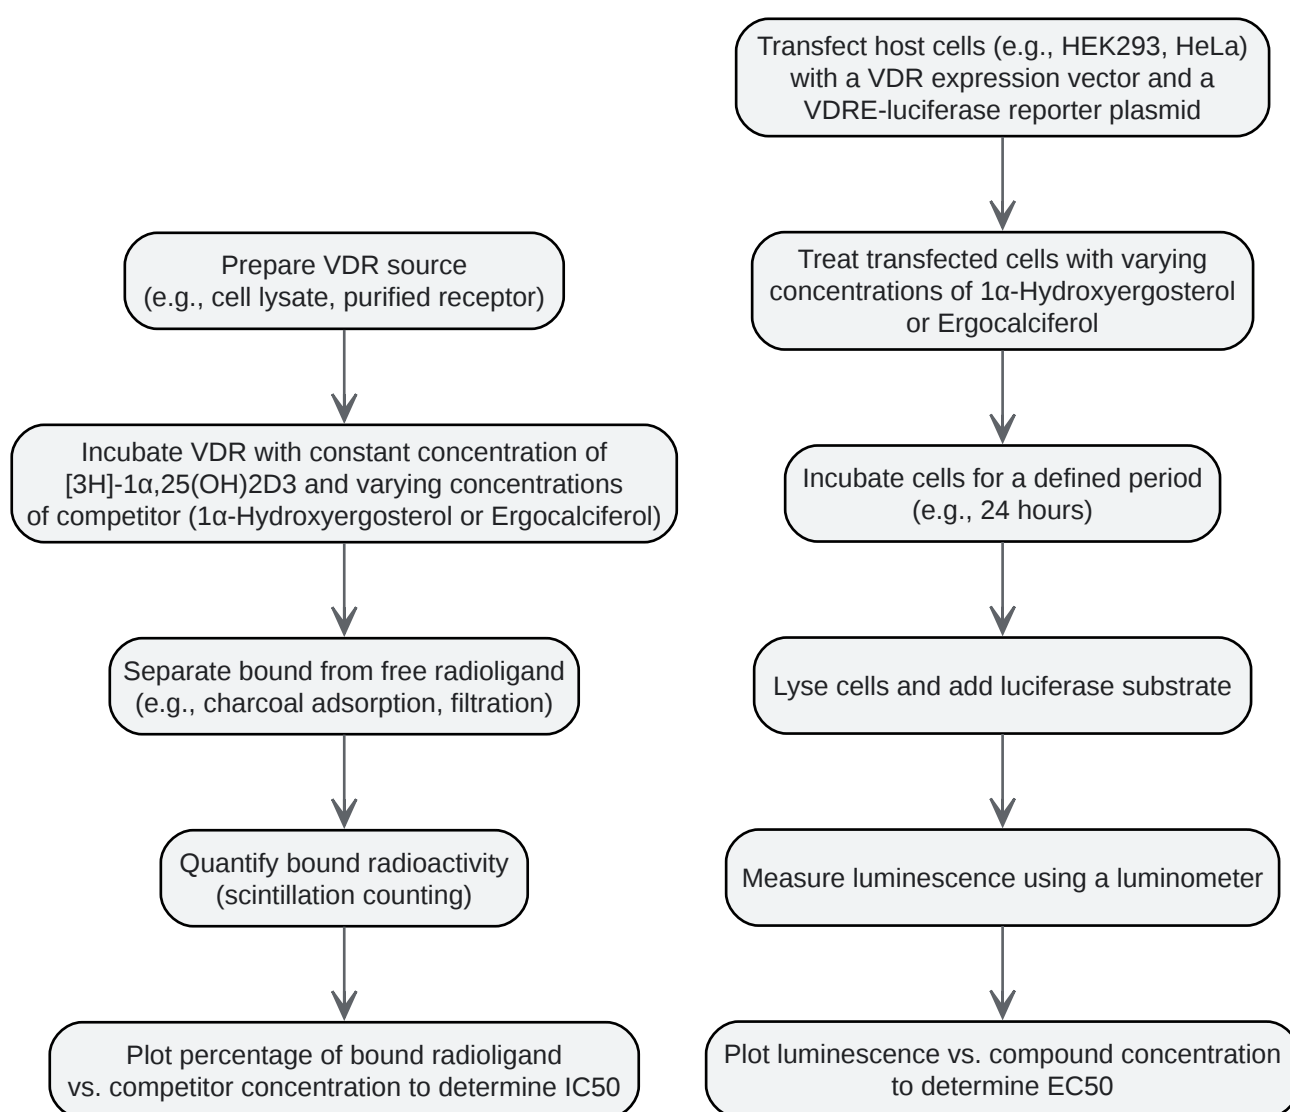 Prepare VDR source
(e.g., cell lysate, purified receptor)
Incubate VDR with constant concentration of
[3H]-1α,25(OH)2D3 and varying concentrations
of competitor (1α-Hydroxyergosterol or Ergocalciferol)
Separate bound from free radioligand
(e.g., charcoal adsorption, filtration)
Quantify bound radioactivity
(scintillation counting)
Plot percentage of bound radioligand
vs. competitor concentration to determine IC50
Transfect host cells (e.g., HEK293, HeLa)
with a VDR expression vector and a
VDRE-luciferase reporter plasmid
Treat transfected cells with varying
concentrations of 1α-Hydroxyergosterol
or Ergocalciferol
Incubate cells for a defined period
(e.g., 24 hours)
Lyse cells and add luciferase substrate
Measure luminescence using a luminometer
Plot luminescence vs. compound concentration
to determine EC50